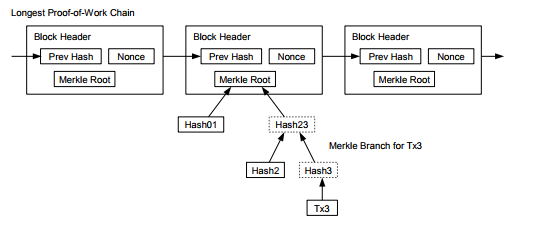 Longest Proof-of-Work Chain
Block Header
Block Header
Block Header
Prev Hash
Nonce
Prev Hash
Nonce
Prev Hash
Nonce
Merkle Root
Merkle Root
Merkle Root
Hash01
Hash23
Merkle Branch for Tx3
Hash2
Hash3
Tx3